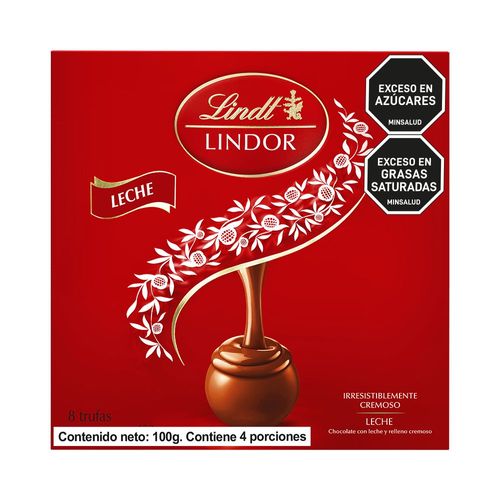 Lindt
LINDOR
LECHE
EXCESO EN
AZÚCARES
MINSALUD
EXCESO EN
GRASAS
SATURADAS
MINSALUD
IRRESISTIBLEMENTE
CREMOSO
LECHE
Chocolate con leche y relleno cremoso
8 trufas
Contenido neto: 100g. Contiene 4 porciones